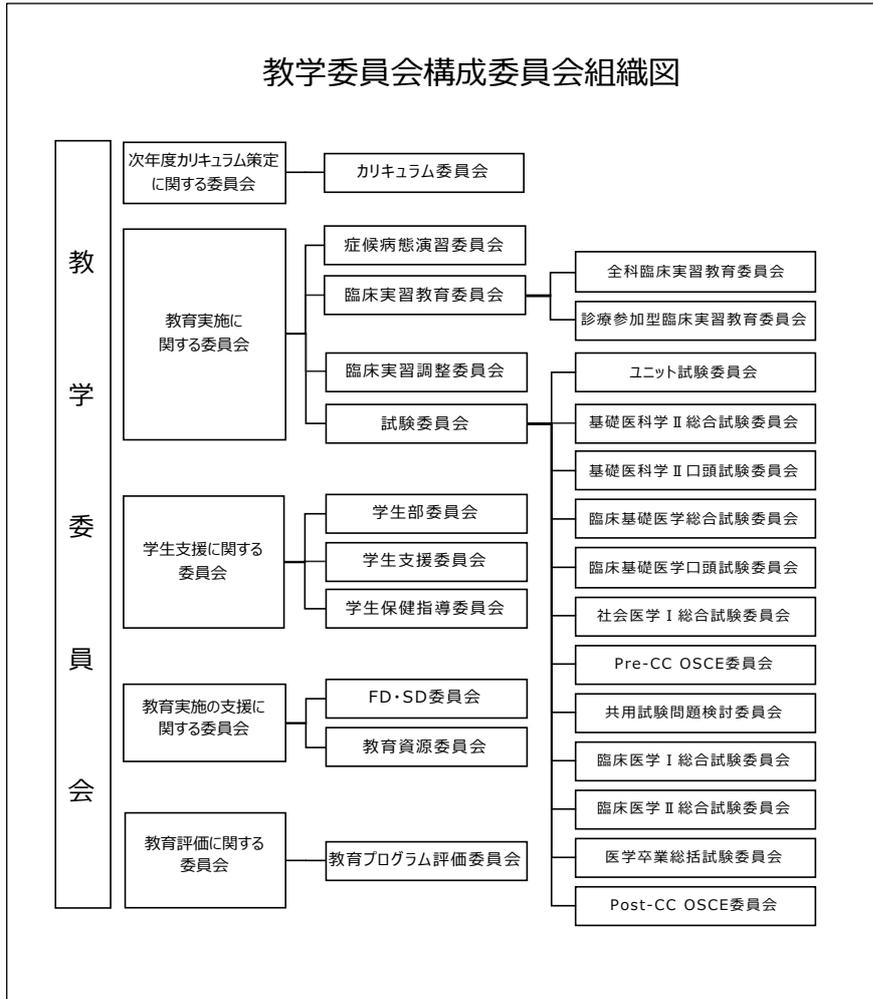 教学委員会構成委員会組織図
教学委員会
次年度カリキュラム策定
に関する委員会
カリキュラム委員会
教育実施に
関する委員会
症候病態演習委員会
臨床実習教育委員会
全科臨床実習教育委員会
診療参加型臨床実習教育委員会
臨床実習調整委員会
試験委員会
ユニット試験委員会
基礎医科学Ⅱ総合試験委員会
基礎医科学Ⅱ口頭試験委員会
臨床基礎医学総合試験委員会
臨床基礎医学口頭試験委員会
社会医学Ⅰ総合試験委員会
Pre-CC OSCE委員会
共用試験問題検討委員会
臨床医学Ⅰ総合試験委員会
臨床医学Ⅱ総合試験委員会
医学卒業総括試験委員会
Post-CC OSCE委員会
学生支援に関する
委員会
学生部委員会
学生支援委員会
学生保健指導委員会
教育実施の支援に
関する委員会
FD・SD委員会
教育資源委員会
教育評価に関する
委員会
教育プログラム評価委員会